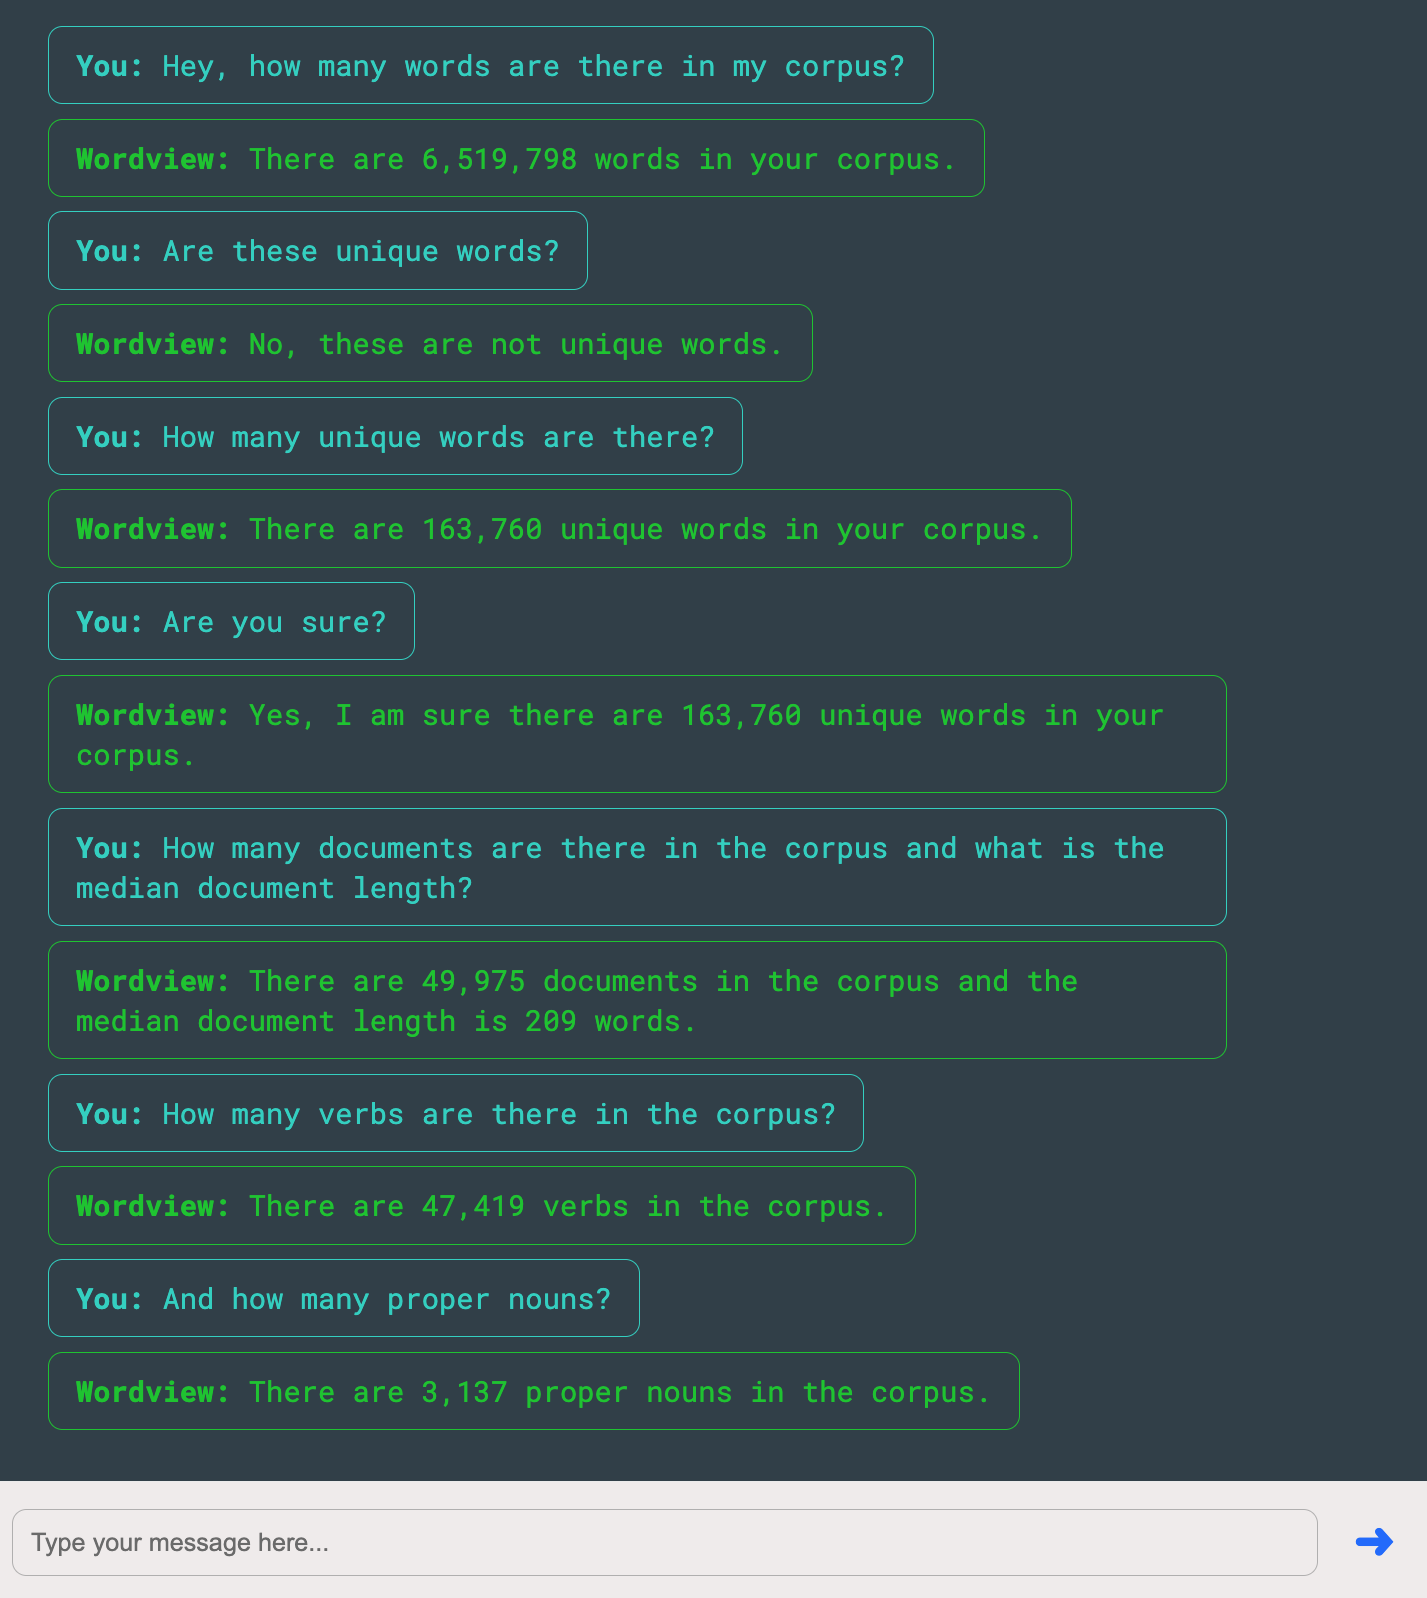 You: Hey, how many words are there in my corpus?
Wordview: There are 6,519,798 words in your corpus.
You: Are these unique words?
Wordview: No, these are not unique words.
You: How many unique words are there?
Wordview: There are 163,760 unique words in your corpus.
You: Are you sure?
Wordview: Yes, I am sure there are 163,760 unique words in your
corpus.
You: How many documents are there in the corpus and what is the
median document length?
Wordview: There are 49,975 documents in the corpus and the
median document length is 209 words.
You: How many verbs are there in the corpus?
Wordview: There are 47,419 verbs in the corpus.
You: And how many proper nouns?
Wordview: There are 3,137 proper nouns in the corpus.
Type your message here...